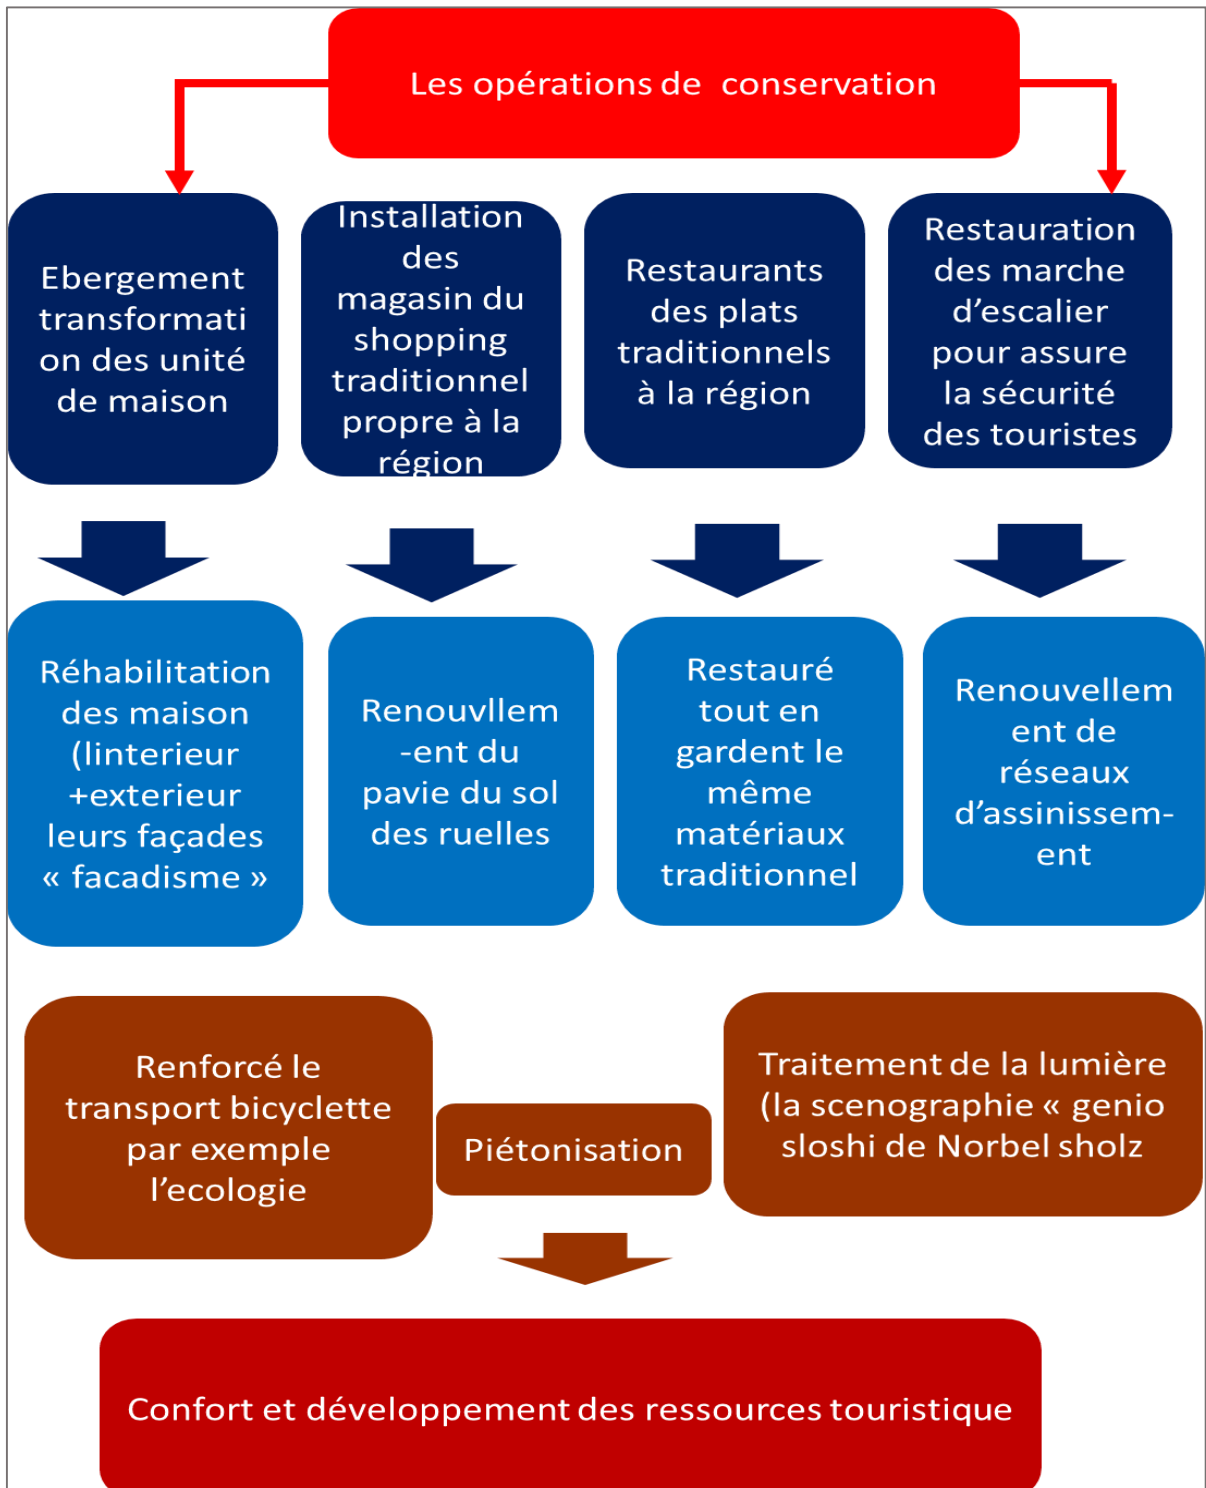 Les opérations de conservation
Ebergement
transformati
on des unité
de maison
Installation
des
magasin du
shopping
traditionnel
propre à la
région
Restaurants
des plats
traditionnels
à la région
Restauration
des marche
d’escalier
pour assure
la sécurité
des touristes
Réhabilitation
des maison
(linterieur
+exterieur
leurs façades
« facadisme »
Renouvllem
-ent du
pavie du sol
des ruelles
Restauré
tout en
gardent le
même
matériaux
traditionnel
Renouvellem
ent de
réseaux
d’assinissem-
ent
Renforcé le
transport bicyclette
par exemple
l’ecologie
Piétonisation
Traitement de la lumière
(la scenographie « genio
sloshi de Norbel sholz
Confort et développement des ressources touristique